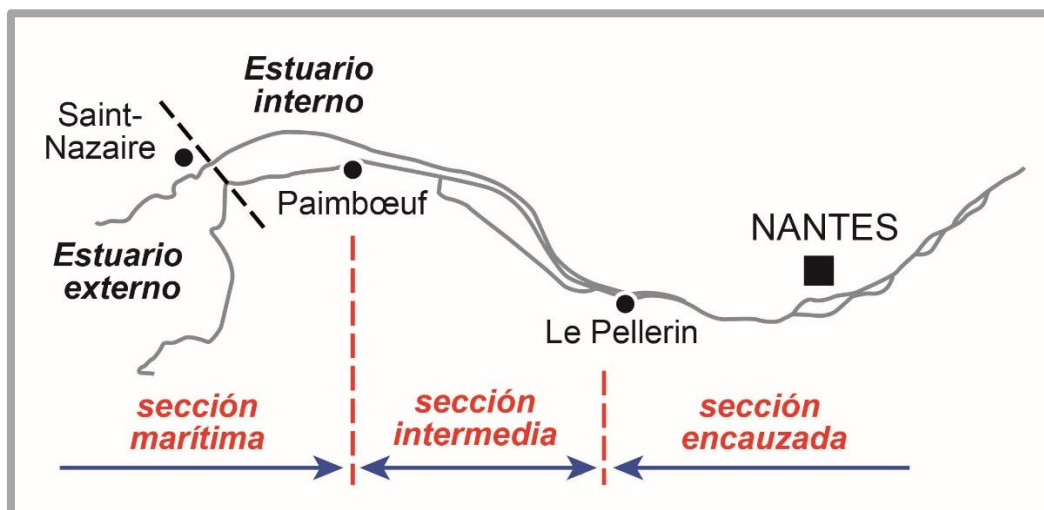 Estuario
interno
Saint-
Nazaire
Paimbœuf
Estuario
externo
NANTES
Le Pellerin
sección
marítima
sección
intermedia
sección
encauzada